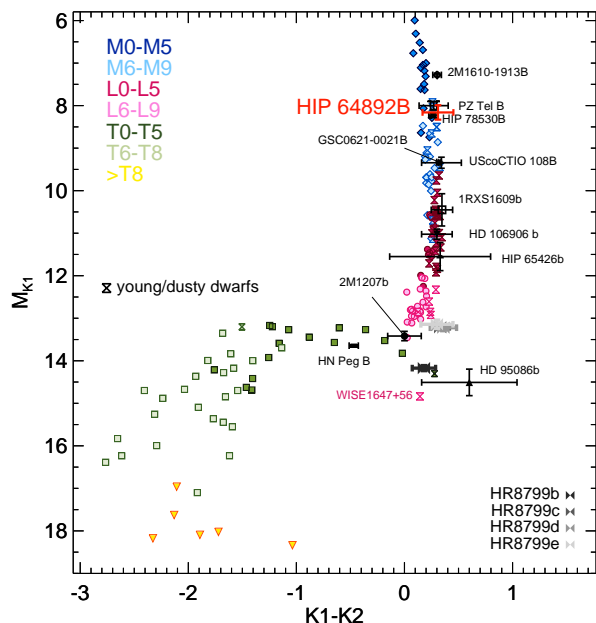 M0-M5
M6-M9
L0-L5
L6-L9
T0-T5
T6-T8
>T8
2M1610-1913B
HIP 64892B
PZ Tel B
HIP 78530B
GSC0621-0021B
UScoCTIO 108B
1RXS1609b
HD 106906 b
HIP 65426b
young/dusty dwarfs
2M1207b
HN Peg B
HD 95086b
WISE1647+56
HR8799b
HR8799c
HR8799d
HR8799e
6
8
10
12
14
16
18
M_K1
-3
-2
-1
0
1
K1-K2